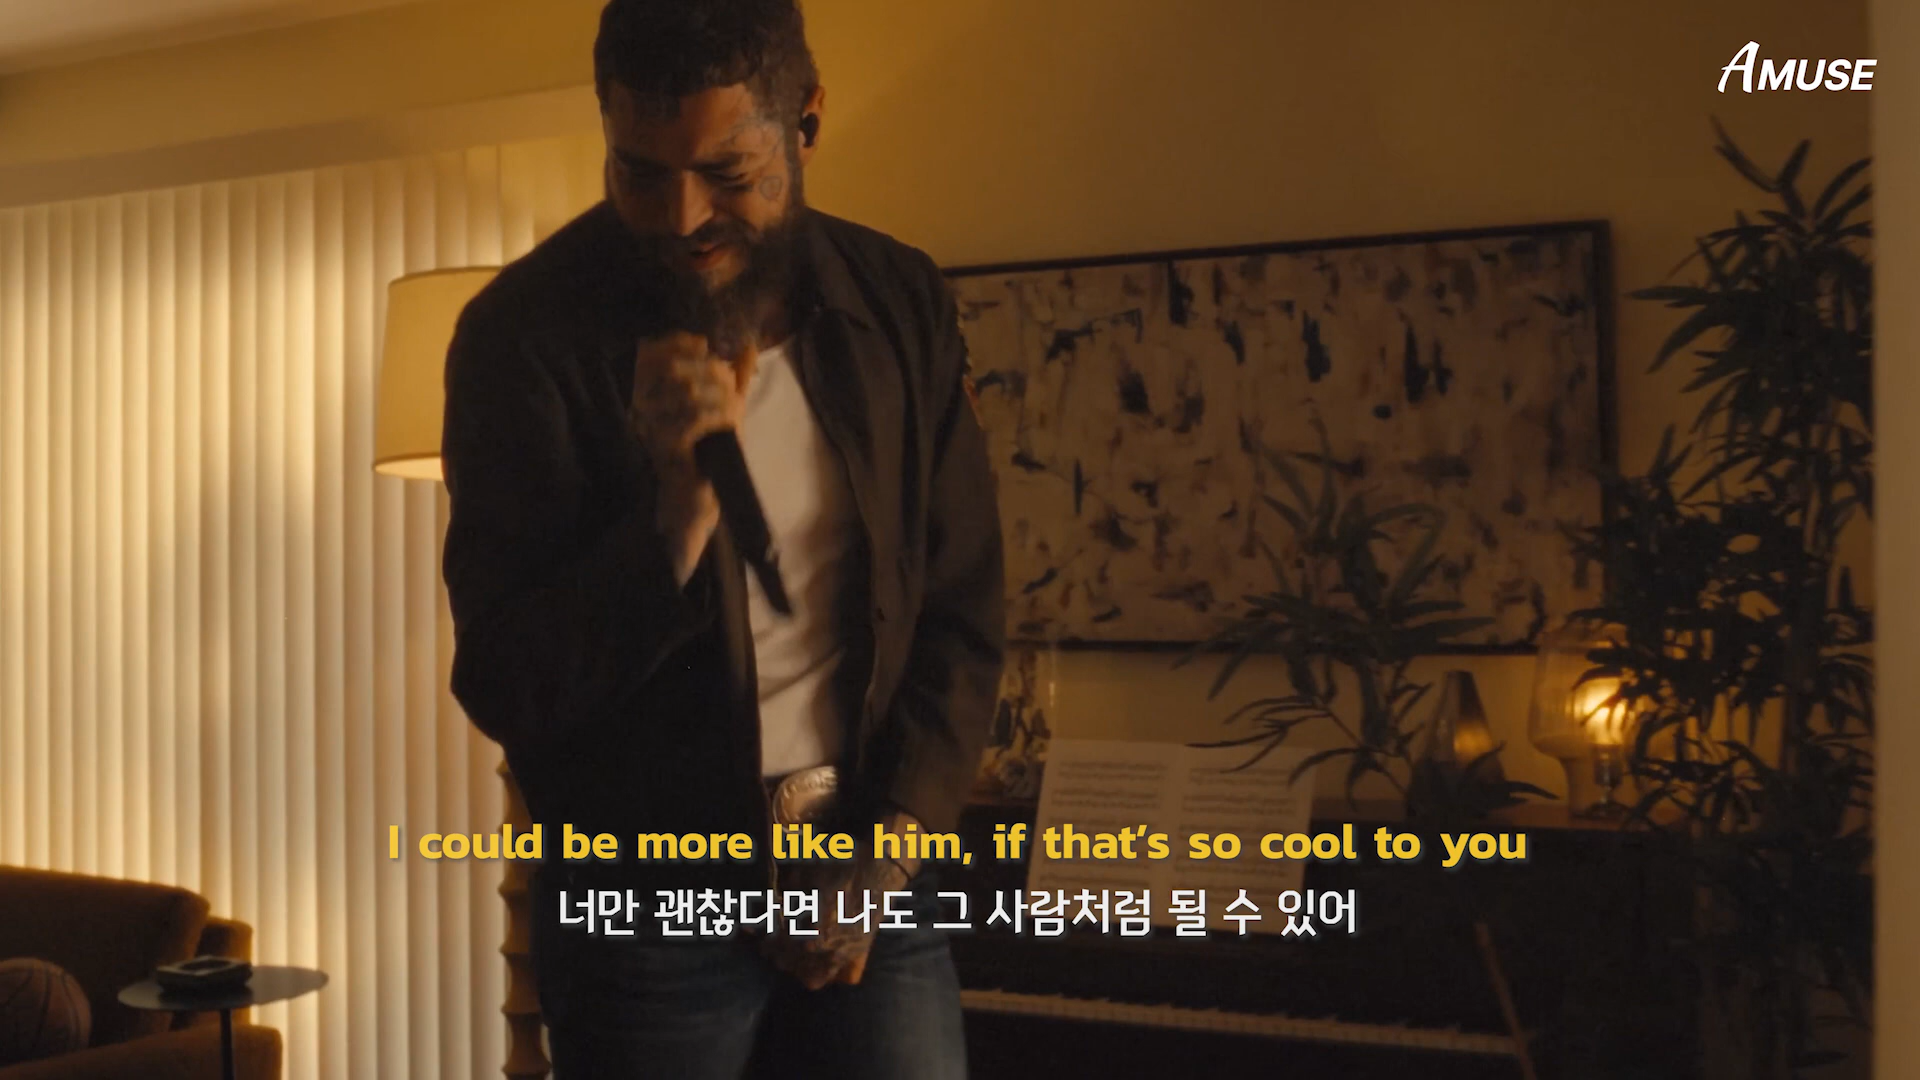 AMUSE
I could be more like him, if that's so cool to you
너만 괜찮다면 나도 그 사람처럼 될 수 있어